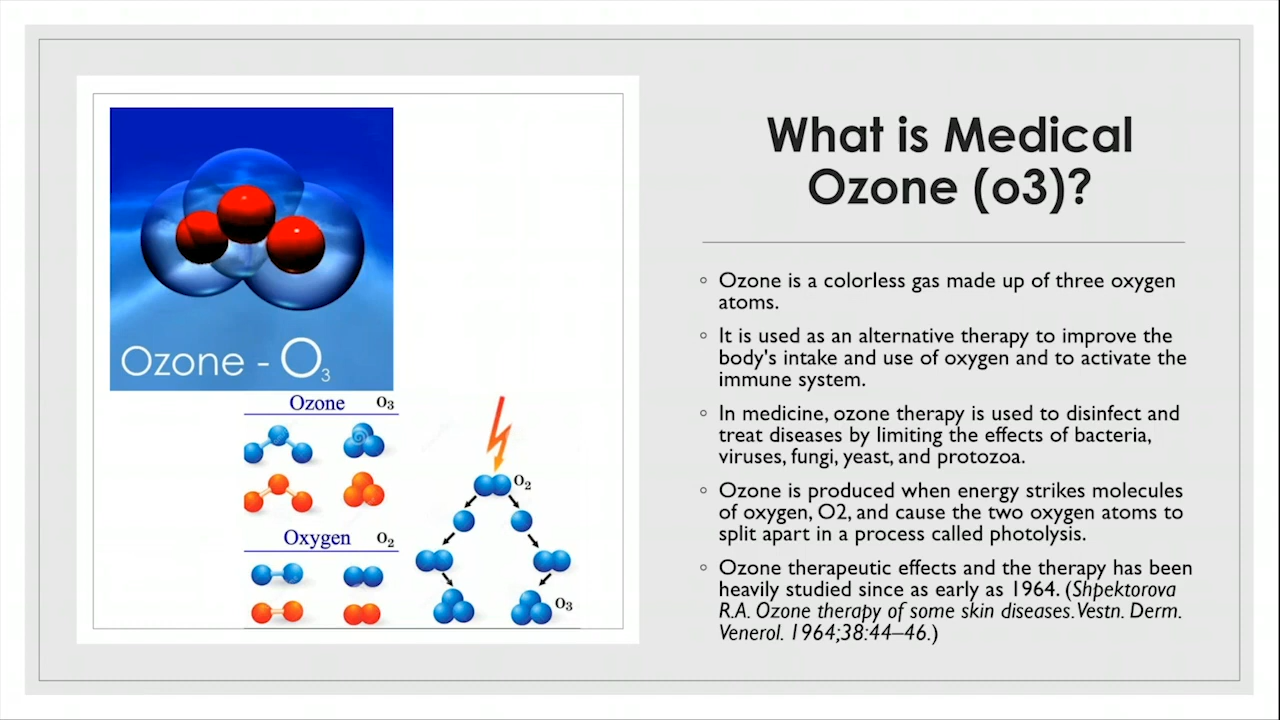 What is Medical
Ozone (o3)?
Ozone - O3
Ozone O3
Oxygen O2
O2
O3
◦ Ozone is a colorless gas made up of three oxygen
atoms.
◦ It is used as an alternative therapy to improve the
body's intake and use of oxygen and to activate the
immune system.
◦ In medicine, ozone therapy is used to disinfect and
treat diseases by limiting the effects of bacteria,
viruses, fungi, yeast, and protozoa.
◦ Ozone is produced when energy strikes molecules
of oxygen, O2, and cause the two oxygen atoms to
split apart in a process called photolysis.
◦ Ozone therapeutic effects and the therapy has been
heavily studied since as early as 1964. (Shpektorova
R.A. Ozone therapy of some skin diseases. Vestn. Derm.
Venerol. 1964;38:44–46.)